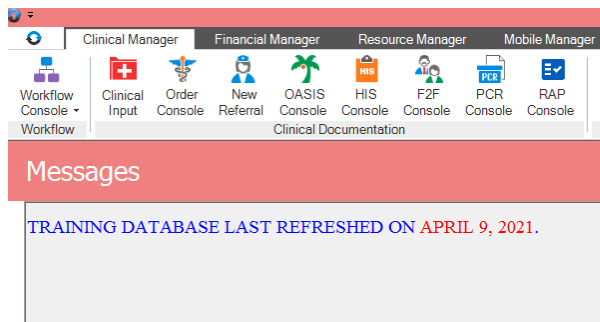 Clinical Manager Financial Manager Resource Manager Mobile Manager
HIS PCR
Workflow Clinical Order New OASIS HIS F2F PCR RAP
Console Input Console Referral Console Console Console Console Console
Workflow Clinical Documentation
Messages
TRAINING DATABASE LAST REFRESHED ON APRIL 9, 2021.